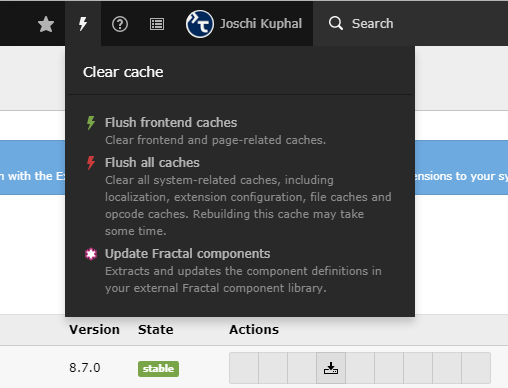 Joschi Kuphal Search
Clear cache
Flush frontend caches
Clear frontend and page-related caches.
Flush all caches
Clear all system-related caches, including
localization, extension configuration, file caches and
opcode caches. Rebuilding this cache may take
some time.
Update Fractal components
Extracts and updates the component definitions in
your external Fractal component library.
with the Ex
ensions to your sy
Version State Actions
8.7.0 stable